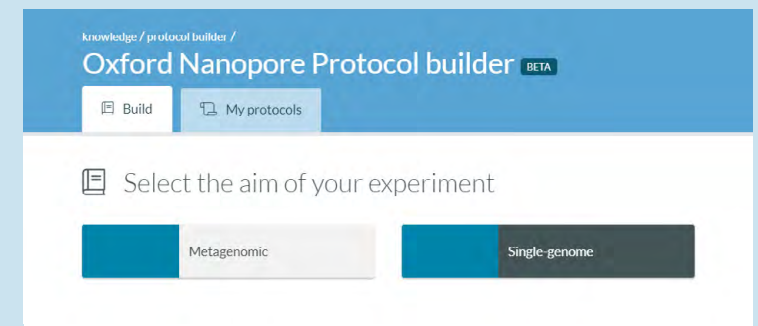 knowledge / protocol builder /
Oxford Nanopore Protocol builder BETA
Build My protocols
Select the aim of your experiment
Metagenomic Single-genome